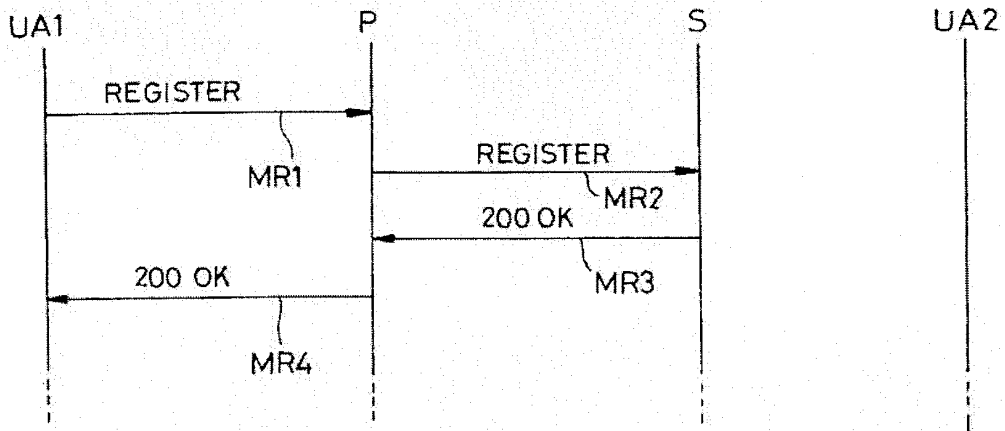 UA1 P S UA2
REGISTER
MR1
REGISTER
MR2
200 OK
MR3
200 OK
MR4